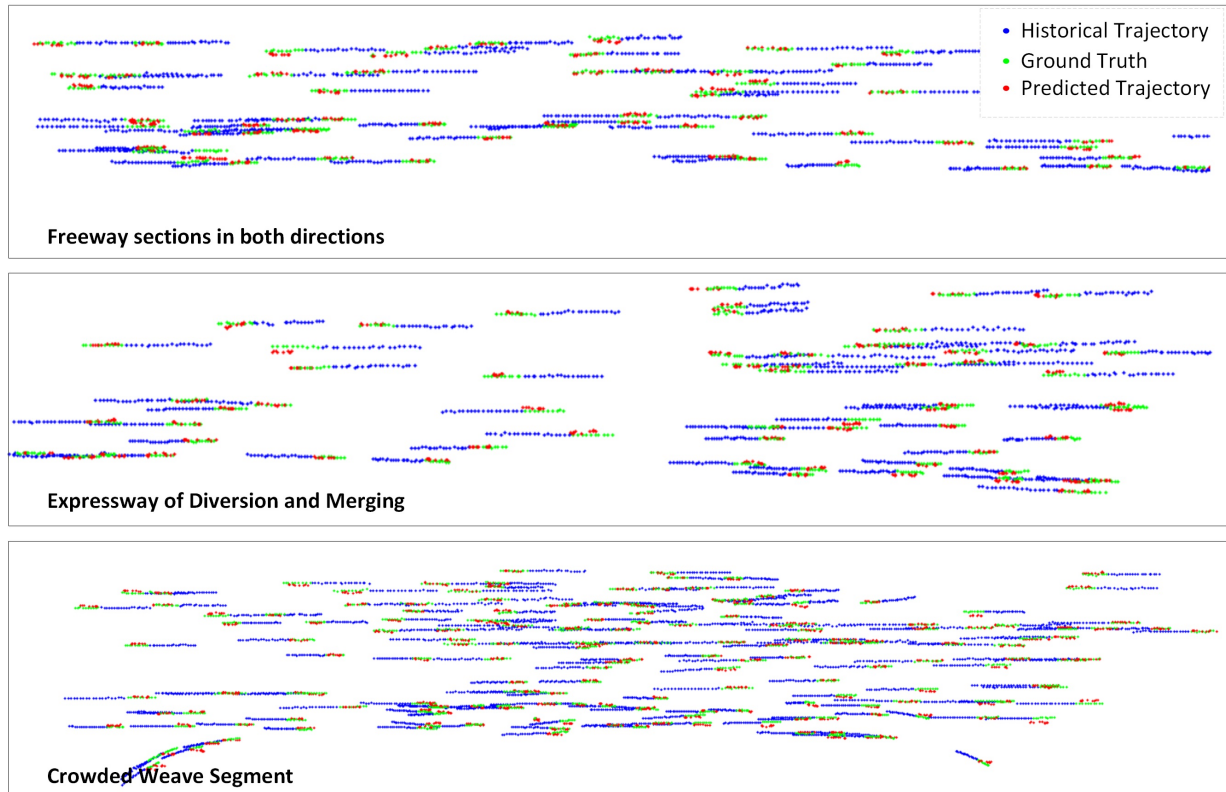 Historical Trajectory
Ground Truth
Predicted Trajectory
Freeway sections in both directions
Expressway of Diversion and Merging
Crowded Weave Segment